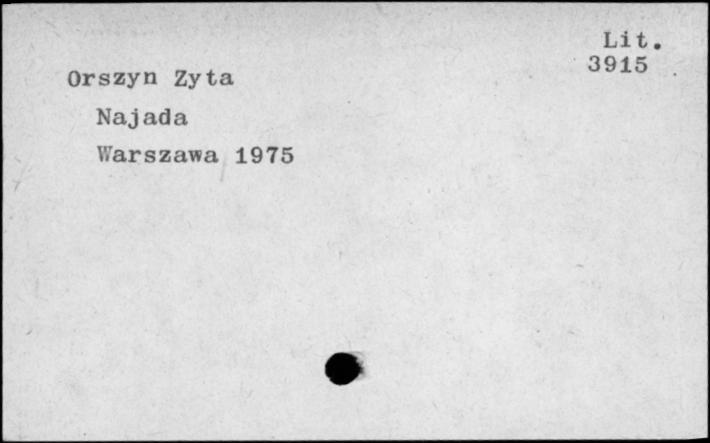 Lit.
3915
Orszyn Zyta
Najada
Warszawa 1975